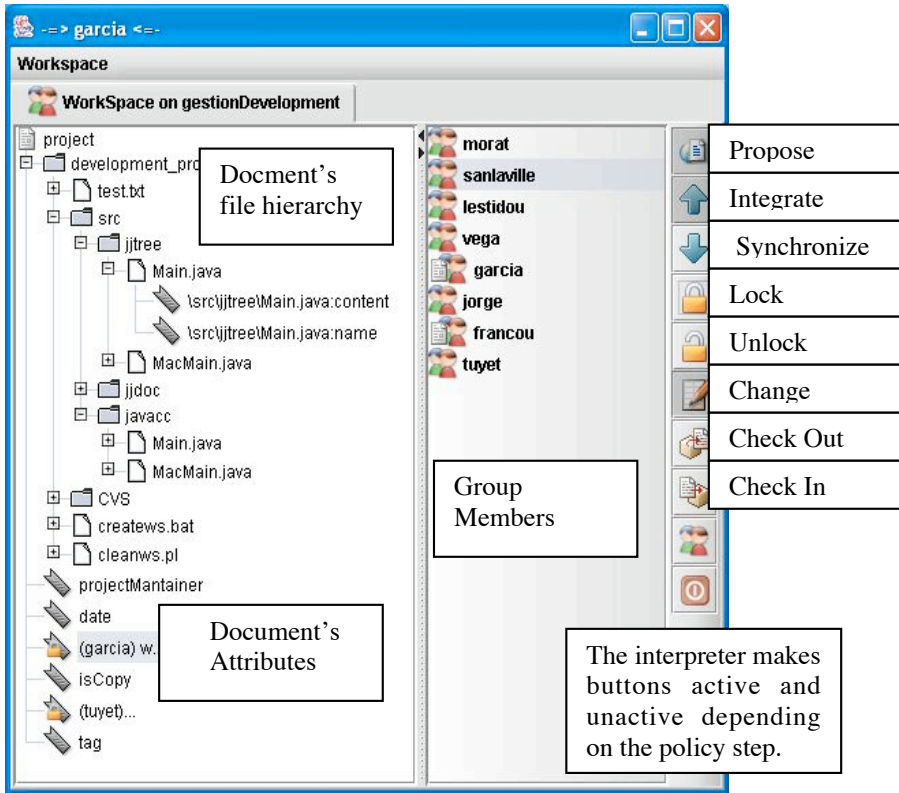 -=> garcia <=-
Workspace
WorkSpace on gestionDevelopment
project
development_pro
test.txt
src
jjtree
Main.java
\src\jjtree\Main.java:content
\src\jjtree\Main.java:name
MacMain.java
jjdoc
javacc
Main.java
MacMain.java
CVS
createws.bat
cleanws.pl
projectMantainer
date
(garcia) w.
isCopy
(tuyet)...
tag
Docment's
file hierarchy
Document's
Attributes
morat
sanlaville
lestidou
vega
garcia
jorge
francou
tuyet
Group
Members
Propose
Integrate
Synchronize
Lock
Unlock
Change
Check Out
Check In
The interpreter makes
buttons active and
unactive depending
on the policy step.